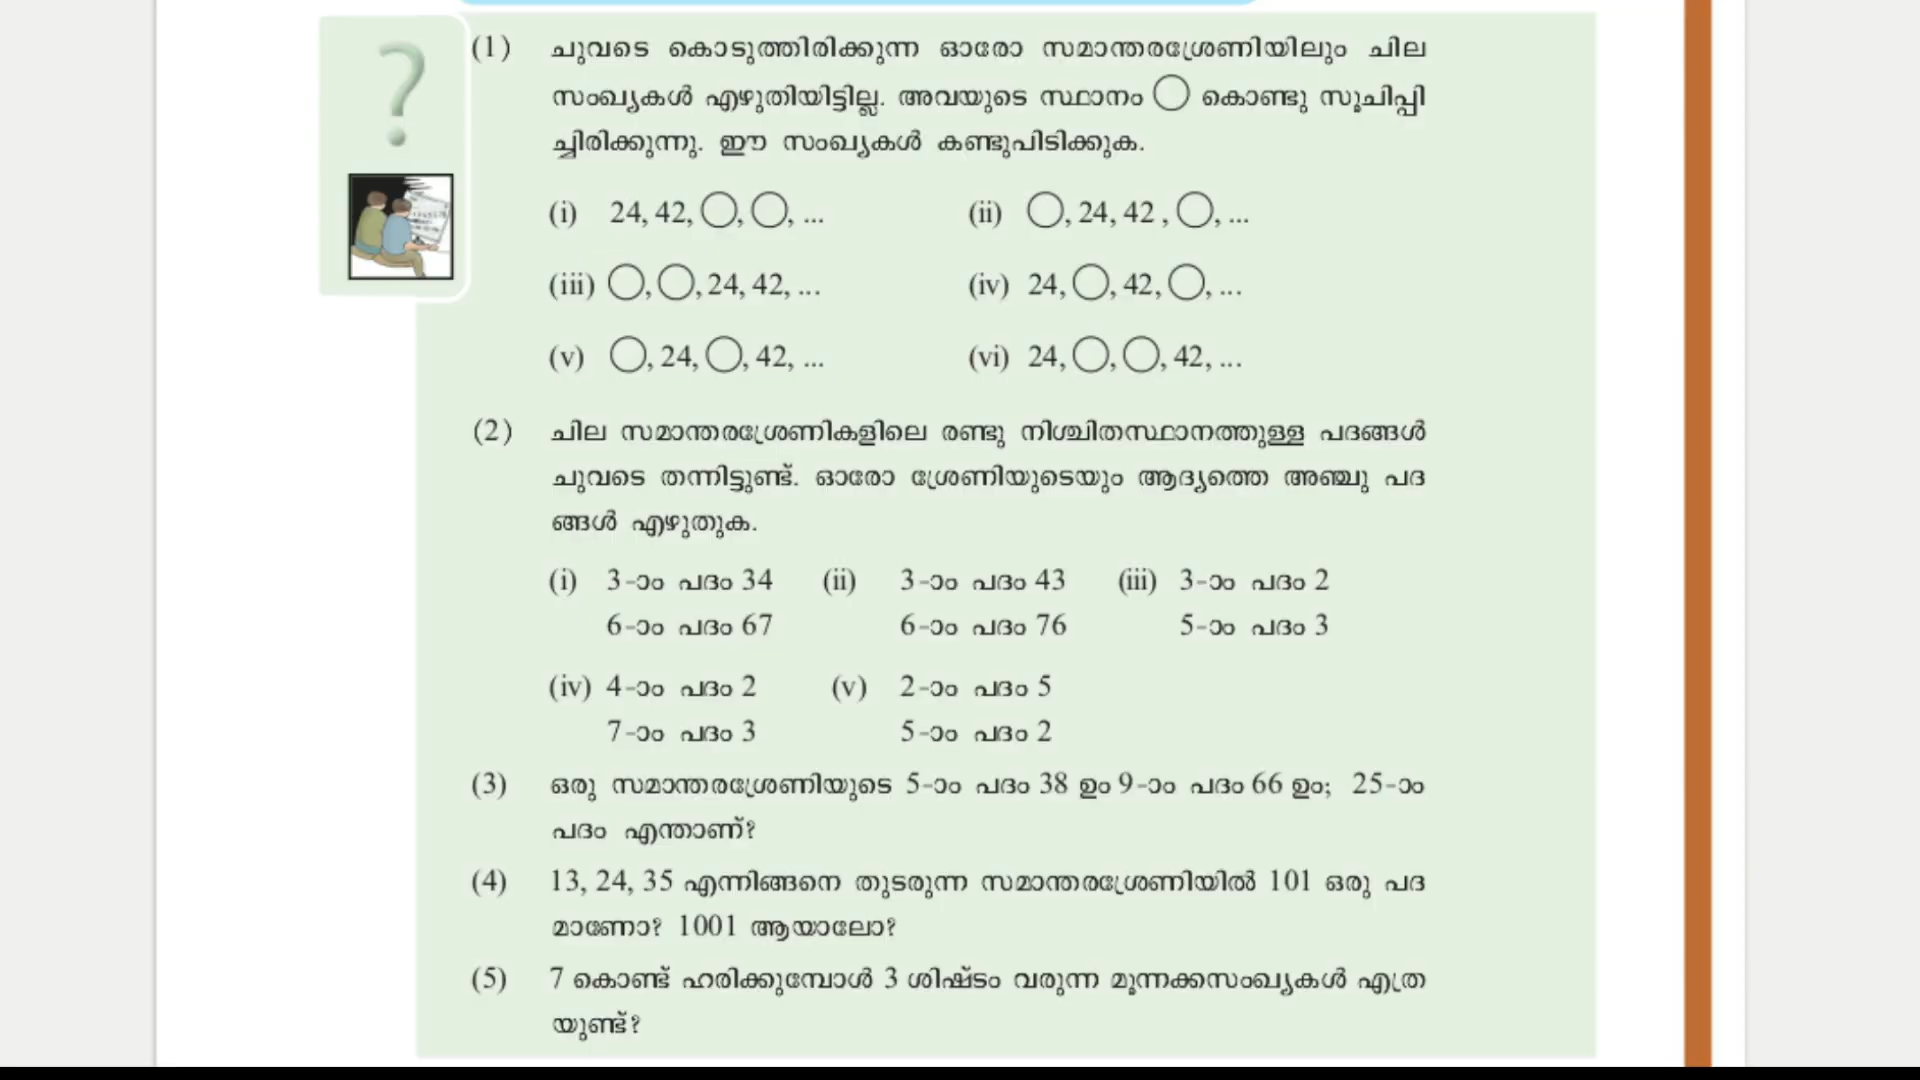 (1) ചുവടെ കൊടുത്തിരിക്കുന്ന ഓരോ സമാന്തരശ്രേണിയിലും ചില
സംഖ്യകൾ എഴുതിയിട്ടില്ല. അവയുടെ സ്ഥാനം ◯ കൊണ്ടു സൂചിപ്പി
ച്ചിരിക്കുന്നു. ഈ സംഖ്യകൾ കണ്ടുപിടിക്കുക.
(i) 24, 42, ◯, ◯, ... (ii) ◯, 24, 42 , ◯, ...
(iii) ◯, ◯, 24, 42, ... (iv) 24, ◯, 42, ◯, ...
(v) ◯, 24, ◯, 42, ... (vi) 24, ◯, ◯, 42, ...
(2) ചില സമാന്തരശ്രേണികളിലെ രണ്ടു നിശ്ചിതസ്ഥാനത്തുള്ള പദങ്ങൾ
ചുവടെ തന്നിട്ടുണ്ട്. ഓരോ ശ്രേണിയുടെയും ആദ്യത്തെ അഞ്ചു പദ
ങ്ങൾ എഴുതുക.
(i) 3-ാം പദം 34 (ii) 3-ാം പദം 43 (iii) 3-ാം പദം 2
6-ാം പദം 67 6-ാം പദം 76 5-ാം പദം 3
(iv) 4-ാം പദം 2 (v) 2-ാം പദം 5
7-ാം പദം 3 5-ാം പദം 2
(3) ഒരു സമാന്തരശ്രേണിയുടെ 5-ാം പദം 38 ഉം 9-ാം പദം 66 ഉം; 25-ാം
പദം എന്താണ്?
(4) 13, 24, 35 എന്നിങ്ങനെ തുടരുന്ന സമാന്തരശ്രേണിയിൽ 101 ഒരു പദ
മാണോ? 1001 ആയാലോ?
(5) 7 കൊണ്ട് ഹരിക്കുമ്പോൾ 3 ശിഷ്ടം വരുന്ന മൂന്നക്കസംഖ്യകൾ എത്ര
യുണ്ട്?